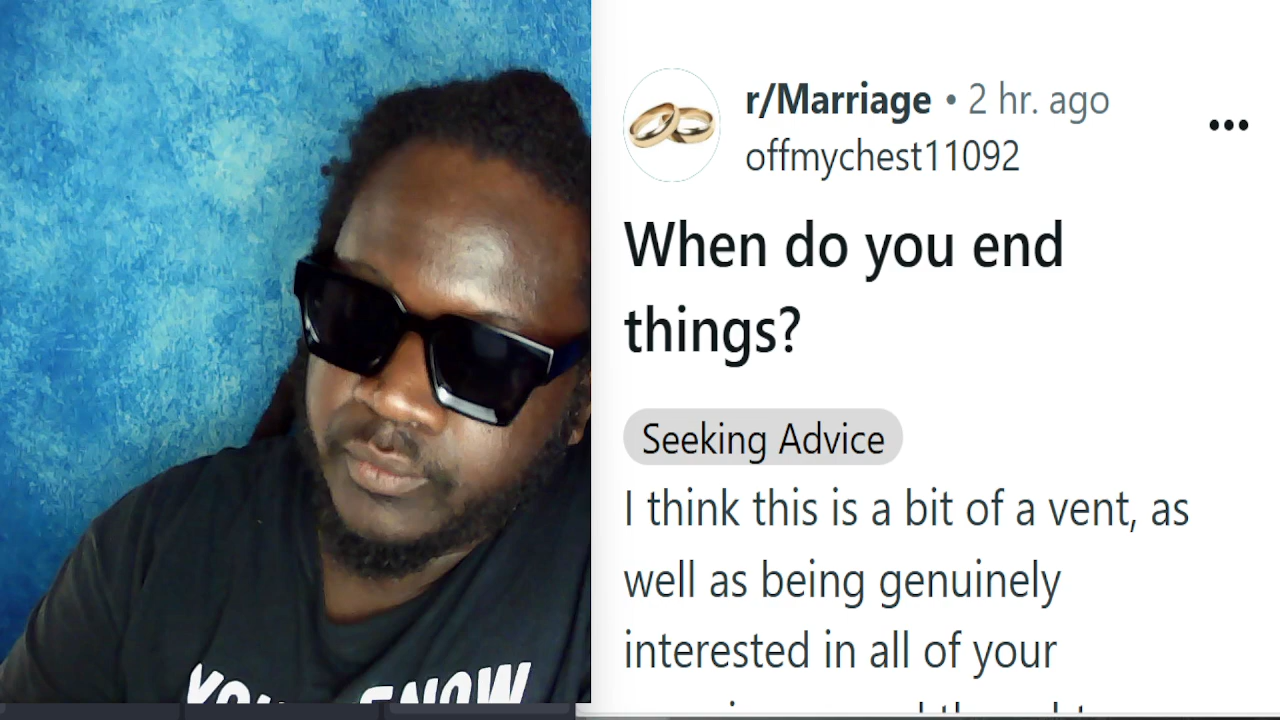 r/Marriage • 2 hr. ago
offmychest11092
When do you end
things?
Seeking Advice
I think this is a bit of a vent, as
well as being genuinely
interested in all of your